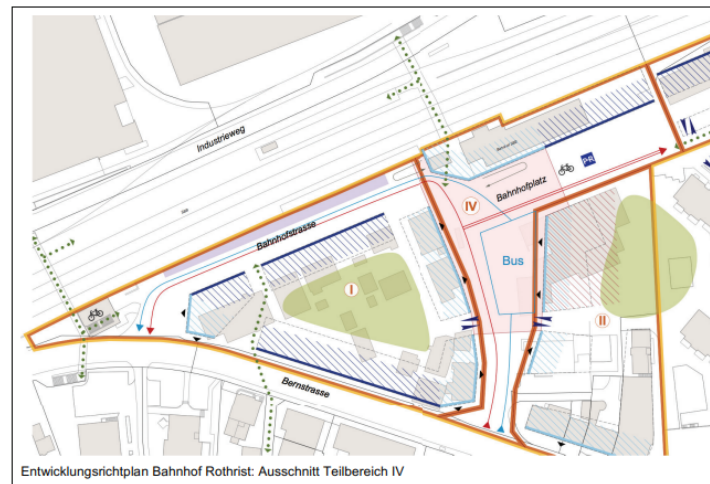 Industrieweg
Bahnhofplatz
P+R
IV
Bahnhofstrasse
Bus
I
II
Bernstrasse
Entwicklungsrichtplan Bahnhof Rothrist: Ausschnitt Teilbereich IV